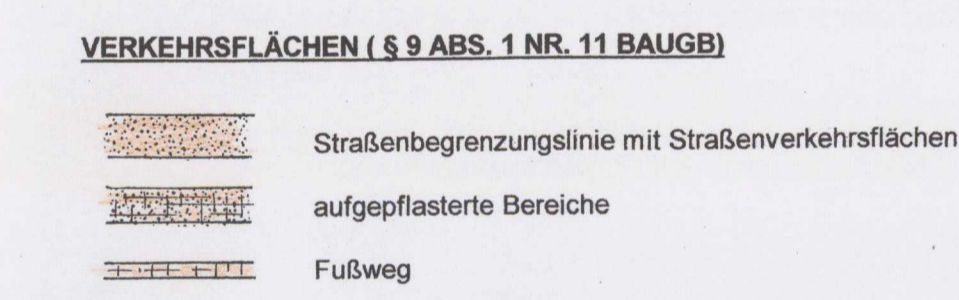 VERKEHRSFLÄCHEN ( § 9 ABS. 1 NR. 11 BAUGB)
Straßenbegrenzungslinie mit Straßenverkehrsflächen
aufgepflasterte Bereiche
Fußweg